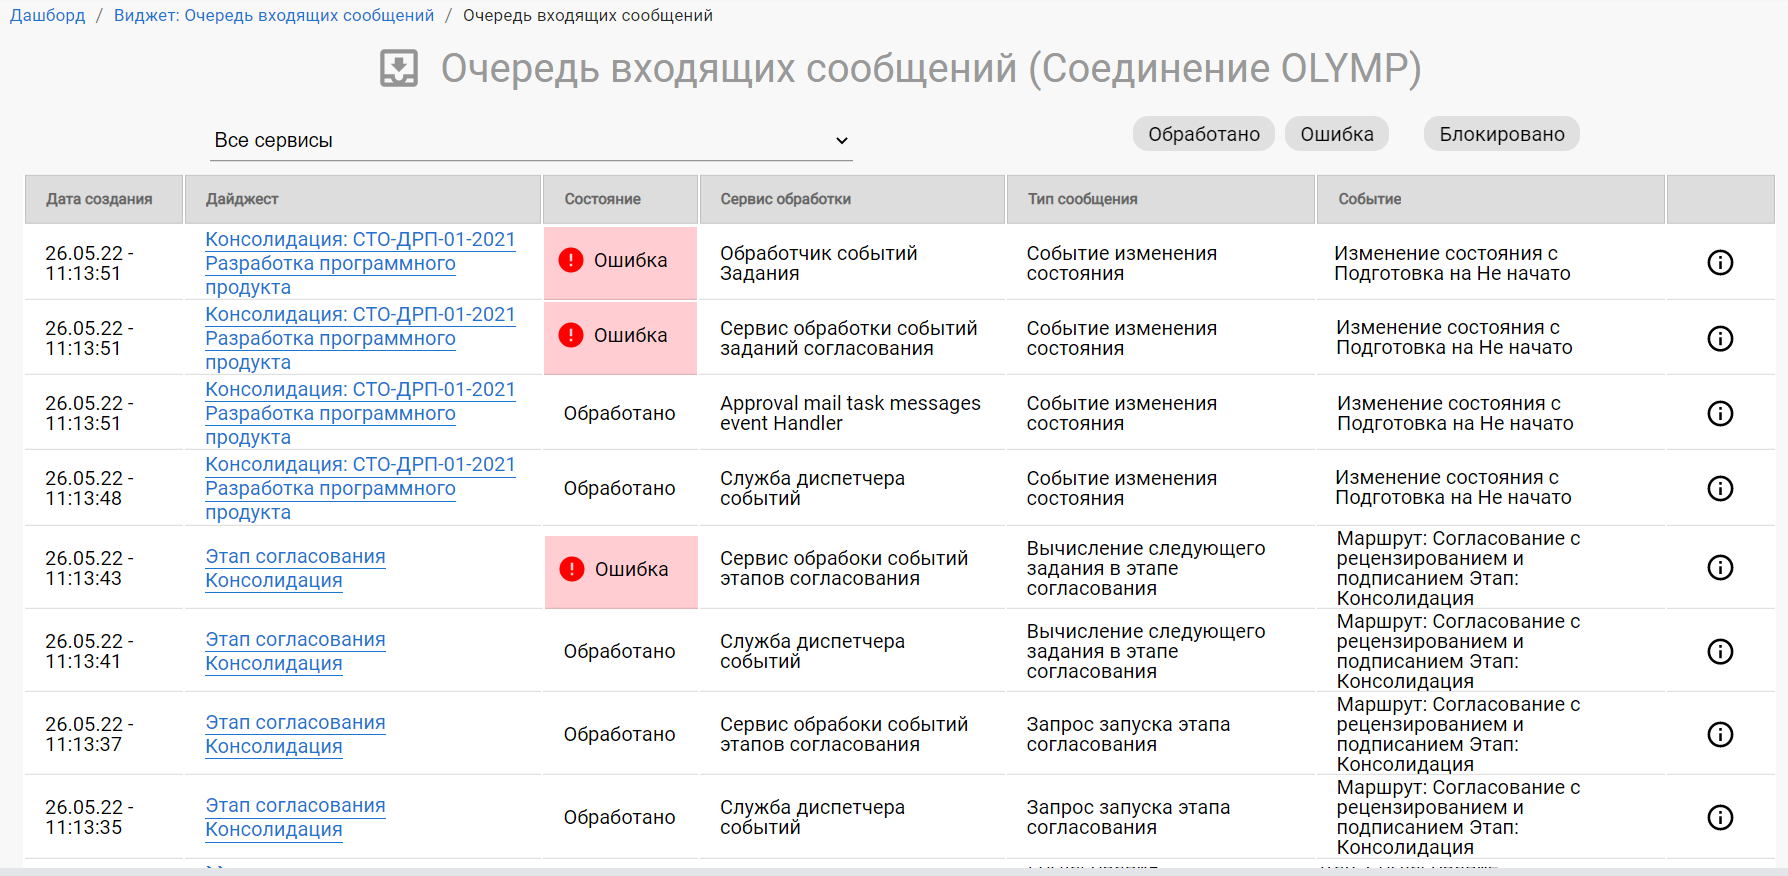 Дашборд / Виджет: Очередь входящих сообщений / Очередь входящих сообщений
Очередь входящих сообщений (Соединение OLYMP)
Все сервисы
Обработано Ошибка Блокировано
Дата создания Дайджест Состояние Сервис обработки Тип сообщения Событие
26.05.22 -
11:13:51
Консолидация: СТО-ДРП-01-2021
Разработка программного
продукта
Ошибка
Обработчик событий
Задания
Событие изменения
состояния
Изменение состояния с
Подготовка на Не начато
26.05.22 -
11:13:51
Консолидация: СТО-ДРП-01-2021
Разработка программного
продукта
Ошибка
Сервис обработки событий
заданий согласования
Событие изменения
состояния
Изменение состояния с
Подготовка на Не начато
26.05.22 -
11:13:51
Консолидация: СТО-ДРП-01-2021
Разработка программного
продукта
Обработано
Approval mail task messages
event Handler
Событие изменения
состояния
Изменение состояния с
Подготовка на Не начато
26.05.22 -
11:13:48
Консолидация: СТО-ДРП-01-2021
Разработка программного
продукта
Обработано
Служба диспетчера
событий
Событие изменения
состояния
Изменение состояния с
Подготовка на Не начато
26.05.22 -
11:13:43
Этап согласования
Консолидация
Ошибка
Сервис обрабоки событий
этапов согласования
Вычисление следующего
задания в этапе
согласования
Маршрут: Согласование с
рецензированием и
подписанием Этап:
Консолидация
26.05.22 -
11:13:41
Этап согласования
Консолидация
Обработано
Служба диспетчера
событий
Вычисление следующего
задания в этапе
согласования
Маршрут: Согласование с
рецензированием и
подписанием Этап:
Консолидация
26.05.22 -
11:13:37
Этап согласования
Консолидация
Обработано
Сервис обрабоки событий
этапов согласования
Запрос запуска этапа
согласования
Маршрут: Согласование с
рецензированием и
подписанием Этап:
Консолидация
26.05.22 -
11:13:35
Этап согласования
Консолидация
Обработано
Служба диспетчера
событий
Запрос запуска этапа
согласования
Маршрут: Согласование с
рецензированием и
подписанием Этап:
Консолидация